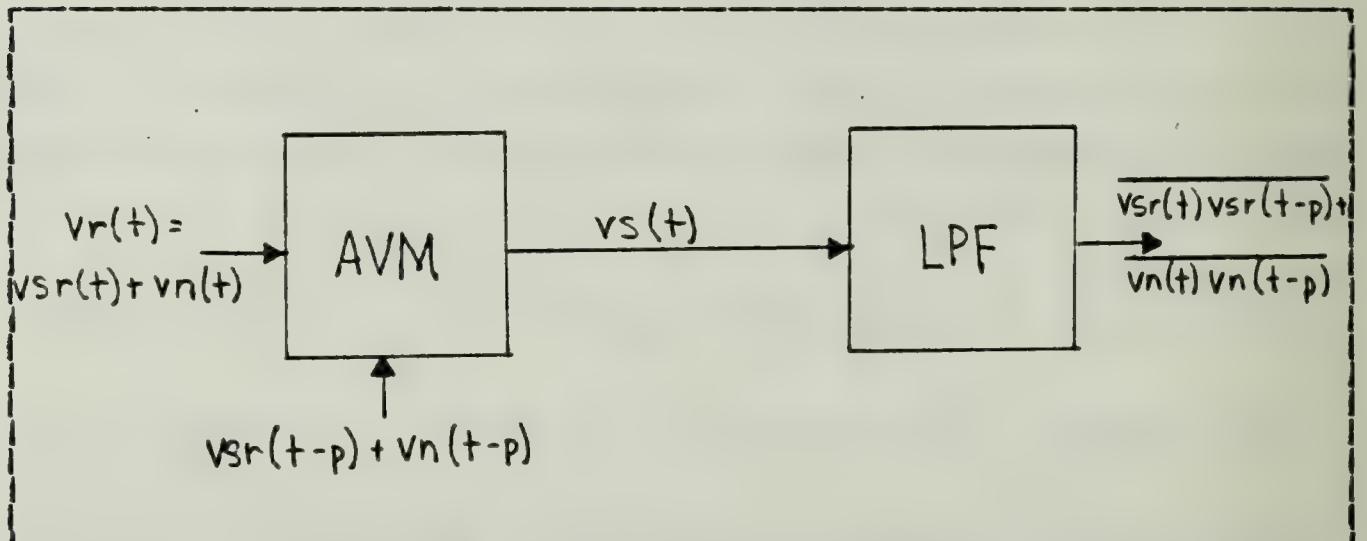 vr(t) =
vsr(t) + vn(t)
AVM
vs(t)
LPF
vsr(t) vsr(t-p) +
vn(t) vn(t-p)
vsr(t-p) + vn(t-p)